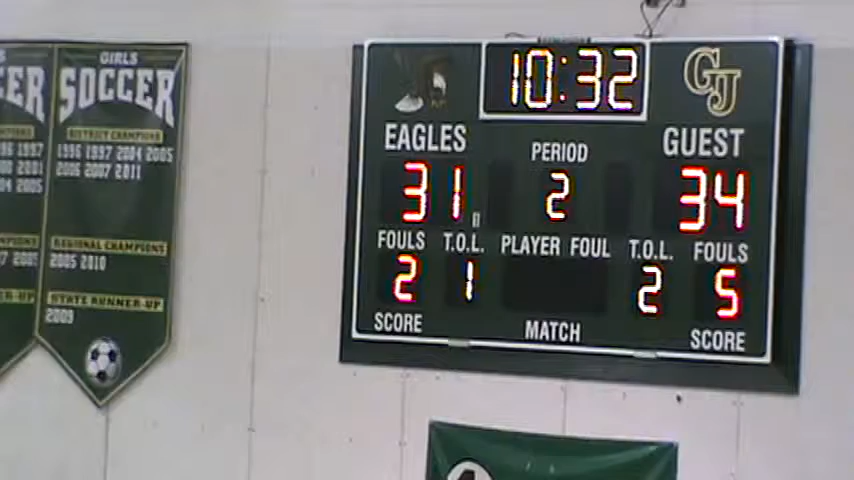 GIRLS
SOCCER
DISTRICT CHAMPIONS
1996 1997 2004 2005
2006 2007 2011
REGIONAL CHAMPIONS
2005 2010
STATE RUNNER-UP
2009
10:32
GJ
EAGLES
PERIOD
GUEST
31
2
34
FOULS T.O.L. PLAYER FOUL T.O.L. FOULS
2 1 2 5
SCORE MATCH SCORE